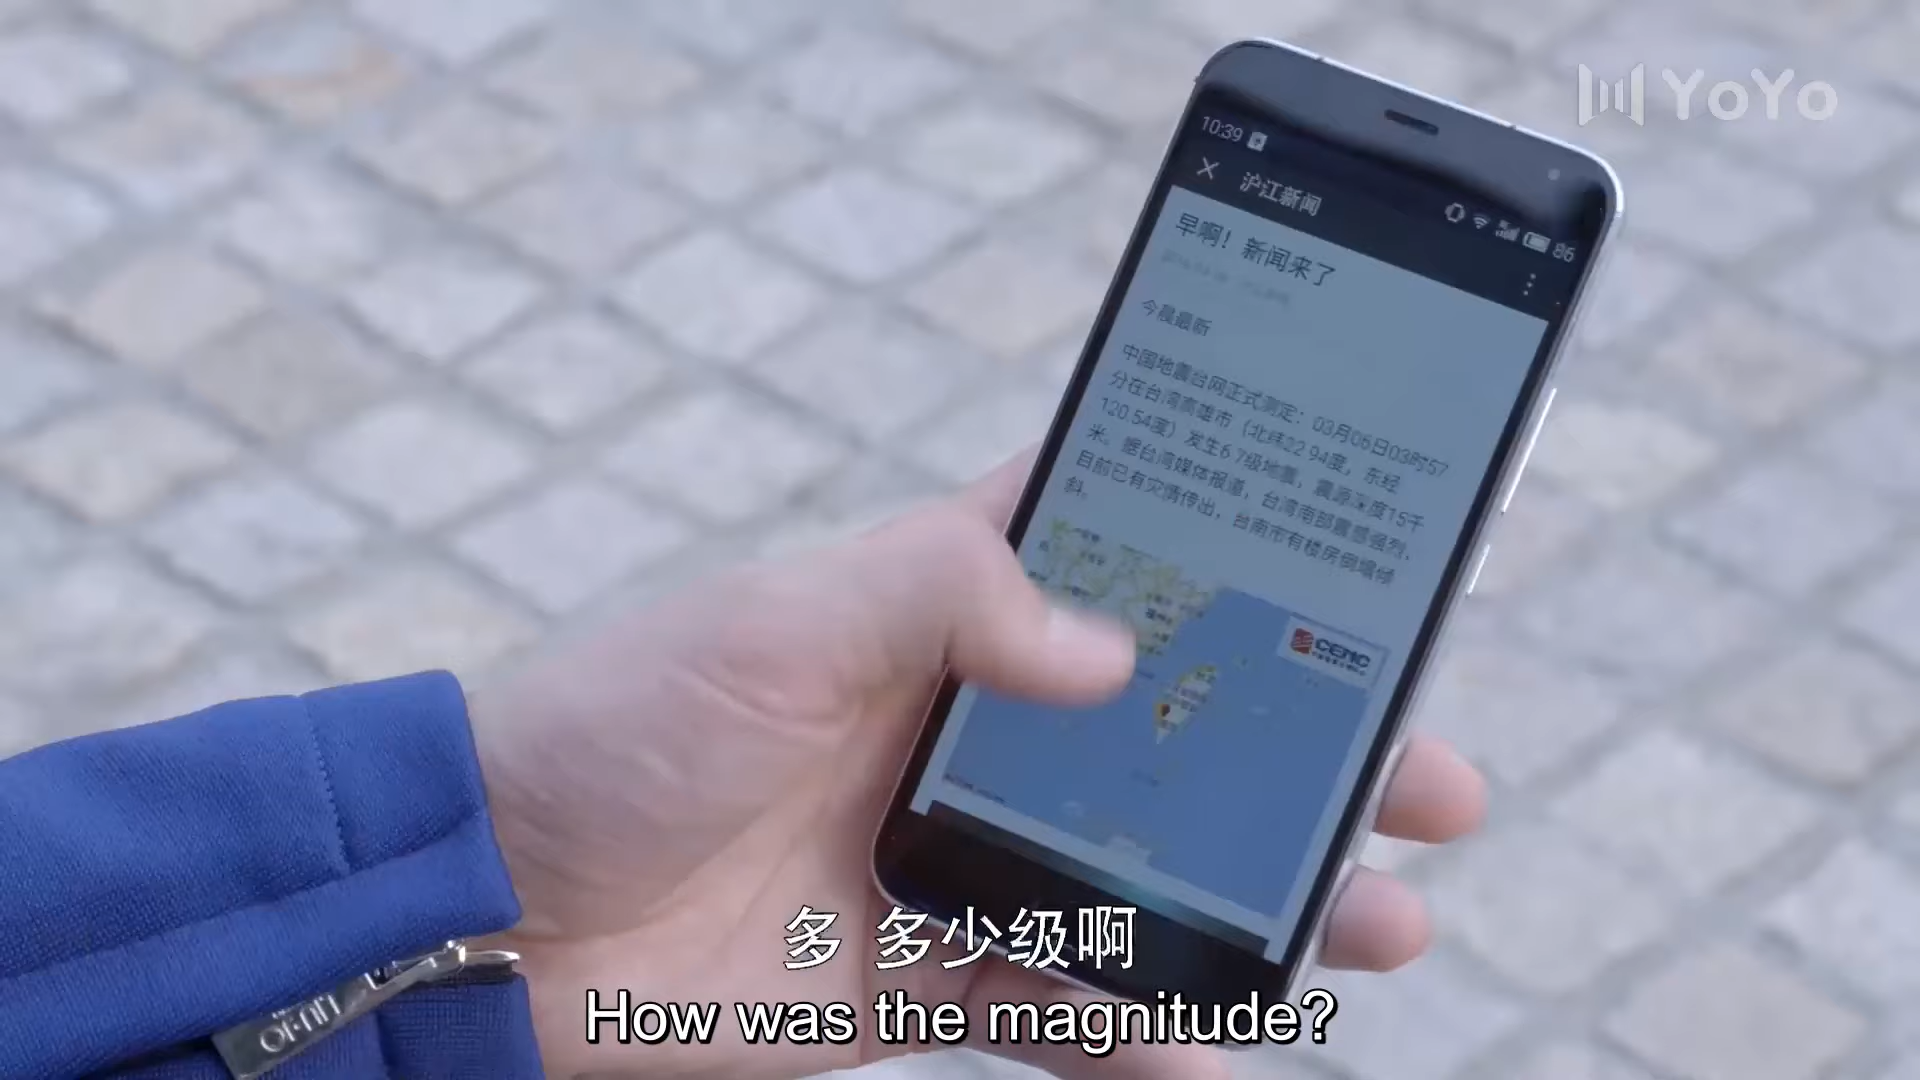 YoYo
10:39
86
沪江新闻
早啊！新闻来了
今晨最新
中国地震台网正式测定：03月06日03时57
分在台湾高雄市（北纬22.94度，东经
120.54度）发生6.7级地震，震源深度15千
米。据台湾媒体报道，台湾南部震感强烈，
目前已有灾情传出，台南市有楼房倒塌倾
斜。
CENC
多 多少级啊
How was the magnitude?